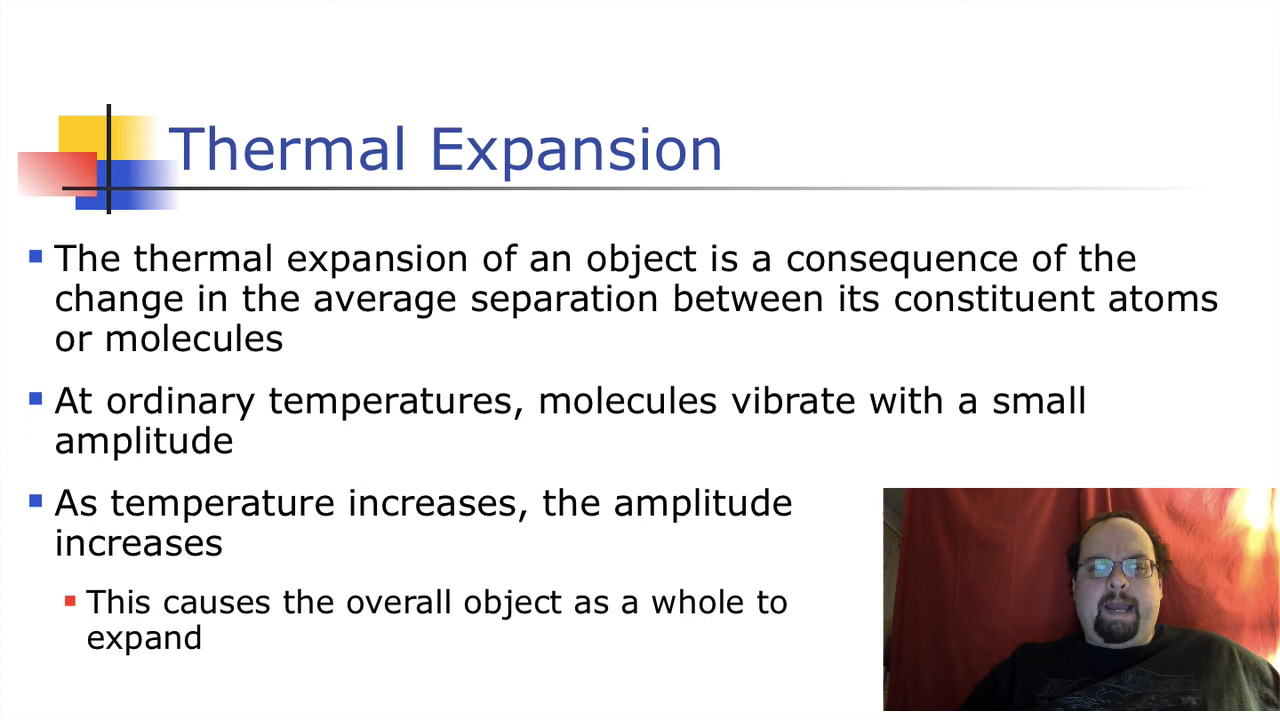 Thermal Expansion
The thermal expansion of an object is a consequence of the
change in the average separation between its constituent atoms
or molecules
At ordinary temperatures, molecules vibrate with a small
amplitude
As temperature increases, the amplitude
increases
This causes the overall object as a whole to
expand